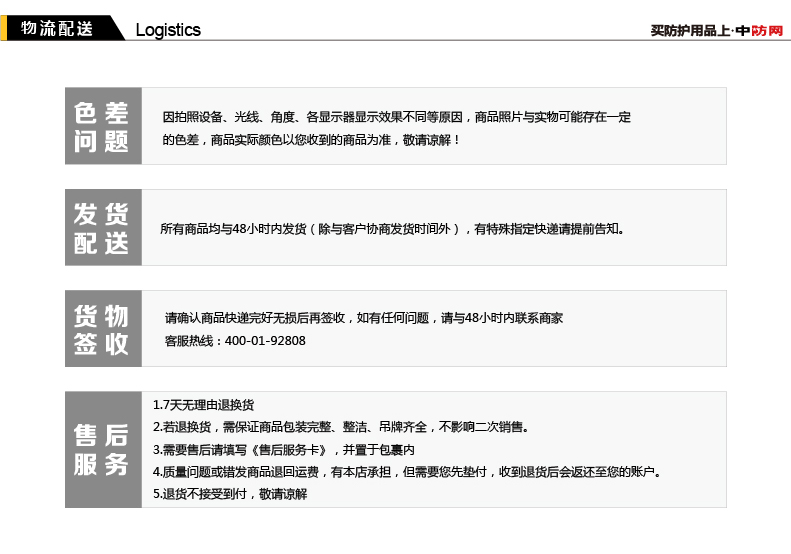 物流配送
Logistics
买防护用品上·中防网
色差
问题
因拍照设备、光线、角度、各显示器显示效果不同等原因，商品照片与实物可能存在一定
的色差，商品实际颜色以您收到的商品为准，敬请谅解！
发货
配送
所有商品均与48小时内发货（除与客户协商发货时间外），有特殊指定快递请提前告知。
货物
签收
请确认商品快递完好无损后再签收，如有任何问题，请与48小时内联系商家
客服热线：400-01-92808
售后
服务
1.7天无理由退换货
2.若退换货，需保证商品包装完整、整洁、吊牌齐全，不影响二次销售。
3.需要售后请填写《售后服务卡》，并置于包裹内
4.质量问题或错发商品退回运费，有本店承担，但需要您先垫付，收到退货后会返还至您的账户。
5.退货不接受到付，敬请谅解